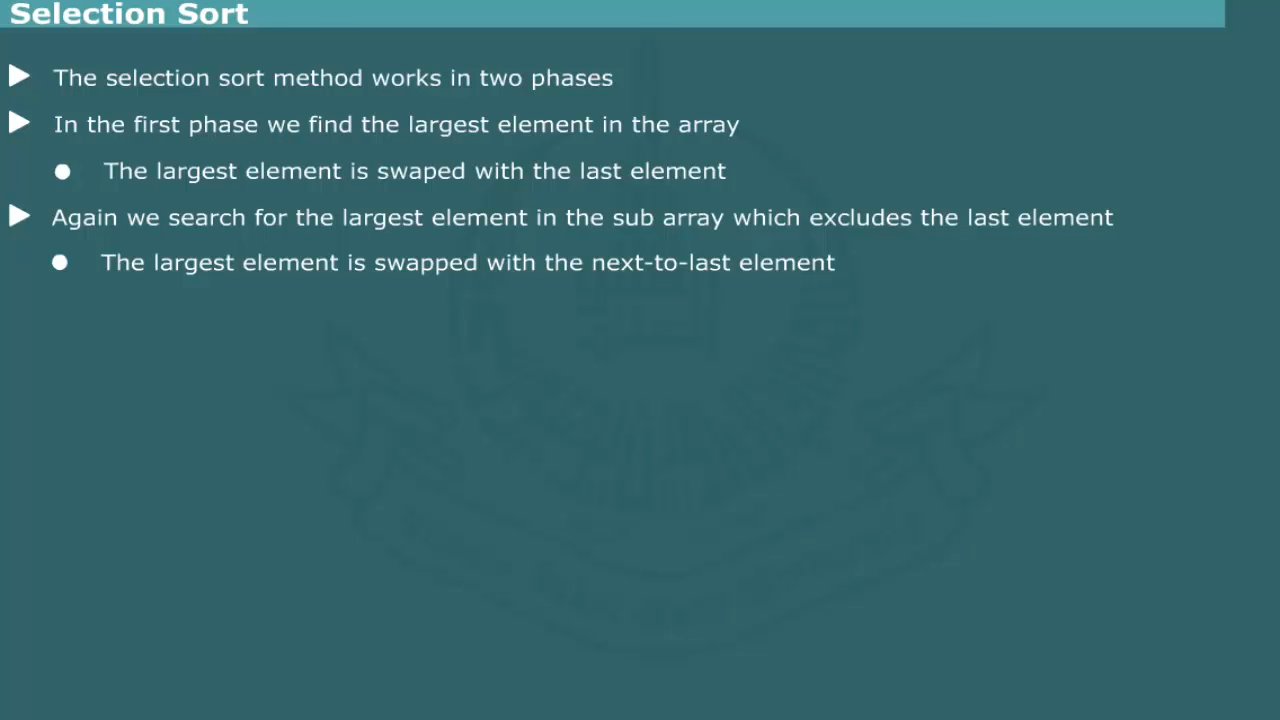 Selection Sort
The selection sort method works in two phases
In the first phase we find the largest element in the array
The largest element is swaped with the last element
Again we search for the largest element in the sub array which excludes the last element
The largest element is swapped with the next-to-last element